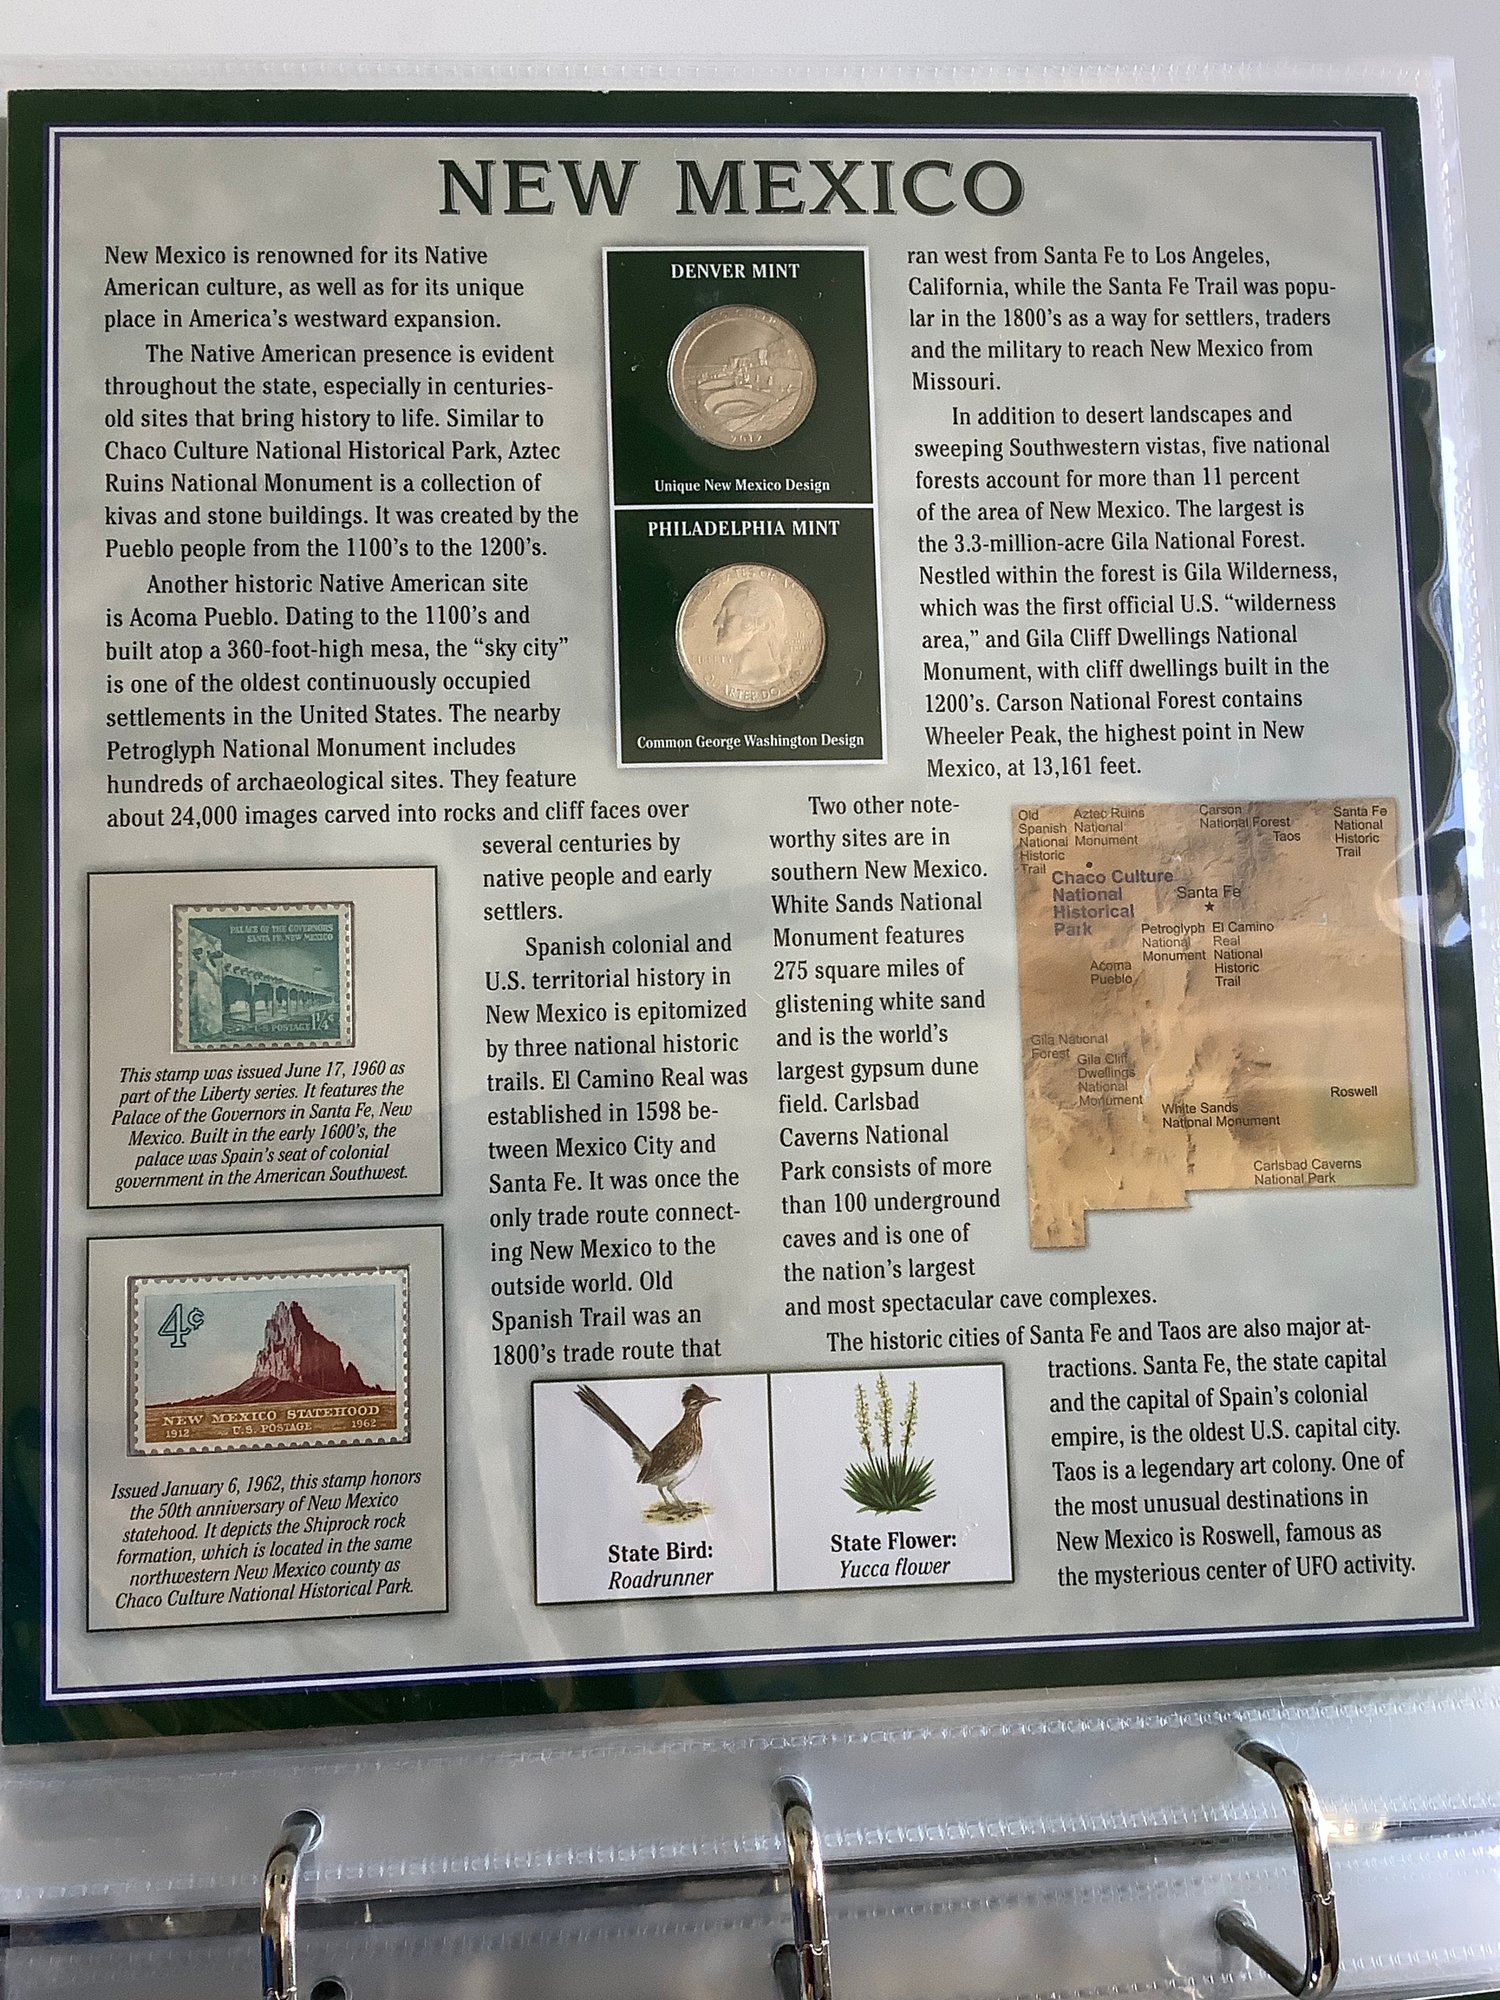 NEW MEXICO
New Mexico is renowned for its Native
American culture, as well as for its unique
place in America's westward expansion.
The Native American presence is evident
throughout the state, especially in centuries-
old sites that bring history to life. Similar to
Chaco Culture National Historical Park, Aztec
Ruins National Monument is a collection of
kivas and stone buildings. It was created by the
Pueblo people from the 1100's to the 1200's.
Another historic Native American site
is Acoma Pueblo. Dating to the 1100's and
built atop a 360-foot-high mesa, the "sky city"
is one of the oldest continuously occupied
settlements in the United States. The nearby
Petroglyph National Monument includes
hundreds of archaeological sites. They feature
about 24,000 images carved into rocks and cliff faces over
several centuries by
native people and early
settlers.
Spanish colonial and
U.S. territorial history in
New Mexico is epitomized
by three national historic
trails. El Camino Real was
established in 1598 be-
tween Mexico City and
Santa Fe. It was once the
only trade route connect-
ing New Mexico to the
outside world. Old
Spanish Trail was an
1800's trade route that
DENVER MINT
2012
Unique New Mexico Design
PHILADELPHIA MINT
LIBERTY
QUARTER DOLLAR
Common George Washington Design
ran west from Santa Fe to Los Angeles,
California, while the Santa Fe Trail was popu-
lar in the 1800's as a way for settlers, traders
and the military to reach New Mexico from
Missouri.
In addition to desert landscapes and
sweeping Southwestern vistas, five national
forests account for more than 11 percent
of the area of New Mexico. The largest is
the 3.3-million-acre Gila National Forest.
Nestled within the forest is Gila Wilderness,
which was the first official U.S. "wilderness
area," and Gila Cliff Dwellings National
Monument, with cliff dwellings built in the
1200's. Carson National Forest contains
Wheeler Peak, the highest point in New
Mexico, at 13,161 feet.
Two other note-
worthy sites are in
southern New Mexico.
White Sands National
Monument features
275 square miles of
glistening white sand
and is the world's
largest gypsum dune
field. Carlsbad
Caverns National
Park consists of more
than 100 underground
caves and is one of
the nation's largest
and most spectacular cave complexes.
The historic cities of Santa Fe and Taos are also major at-
tractions. Santa Fe, the state capital
and the capital of Spain's colonial
empire, is the oldest U.S. capital city.
Taos is a legendary art colony. One of
the most unusual destinations in
New Mexico is Roswell, famous as
the mysterious center of UFO activity.
Old
Spanish
National
Historic
Trail
Aztec Ruins
National
Monument
Carson
National Forest
Taos
Santa Fe
National
Historic
Trail
Chaco Culture
National
Historical
Park
Santa Fe
Petroglyph
National
Monument
El Camino
Real
National
Historic
Trail
Acoma
Pueblo
Gila National
Forest
Gila Cliff
Dwellings
National
Monument
White Sands
National Monument
Roswell
Carlsbad Caverns
National Park
PALACE OF THE GOVERNORS
SANTA FE, NEW MEXICO
U·S POSTAGE 1¼¢
This stamp was issued June 17, 1960 as
part of the Liberty series. It features the
Palace of the Governors in Santa Fe, New
Mexico. Built in the early 1600's, the
palace was Spain's seat of colonial
government in the American Southwest.
4¢
NEW MEXICO STATEHOOD
1912 U.S. POSTAGE 1962
Issued January 6, 1962, this stamp honors
the 50th anniversary of New Mexico
statehood. It depicts the Shiprock rock
formation, which is located in the same
northwestern New Mexico county as
Chaco Culture National Historical Park.
State Bird:
Roadrunner
State Flower:
Yucca flower